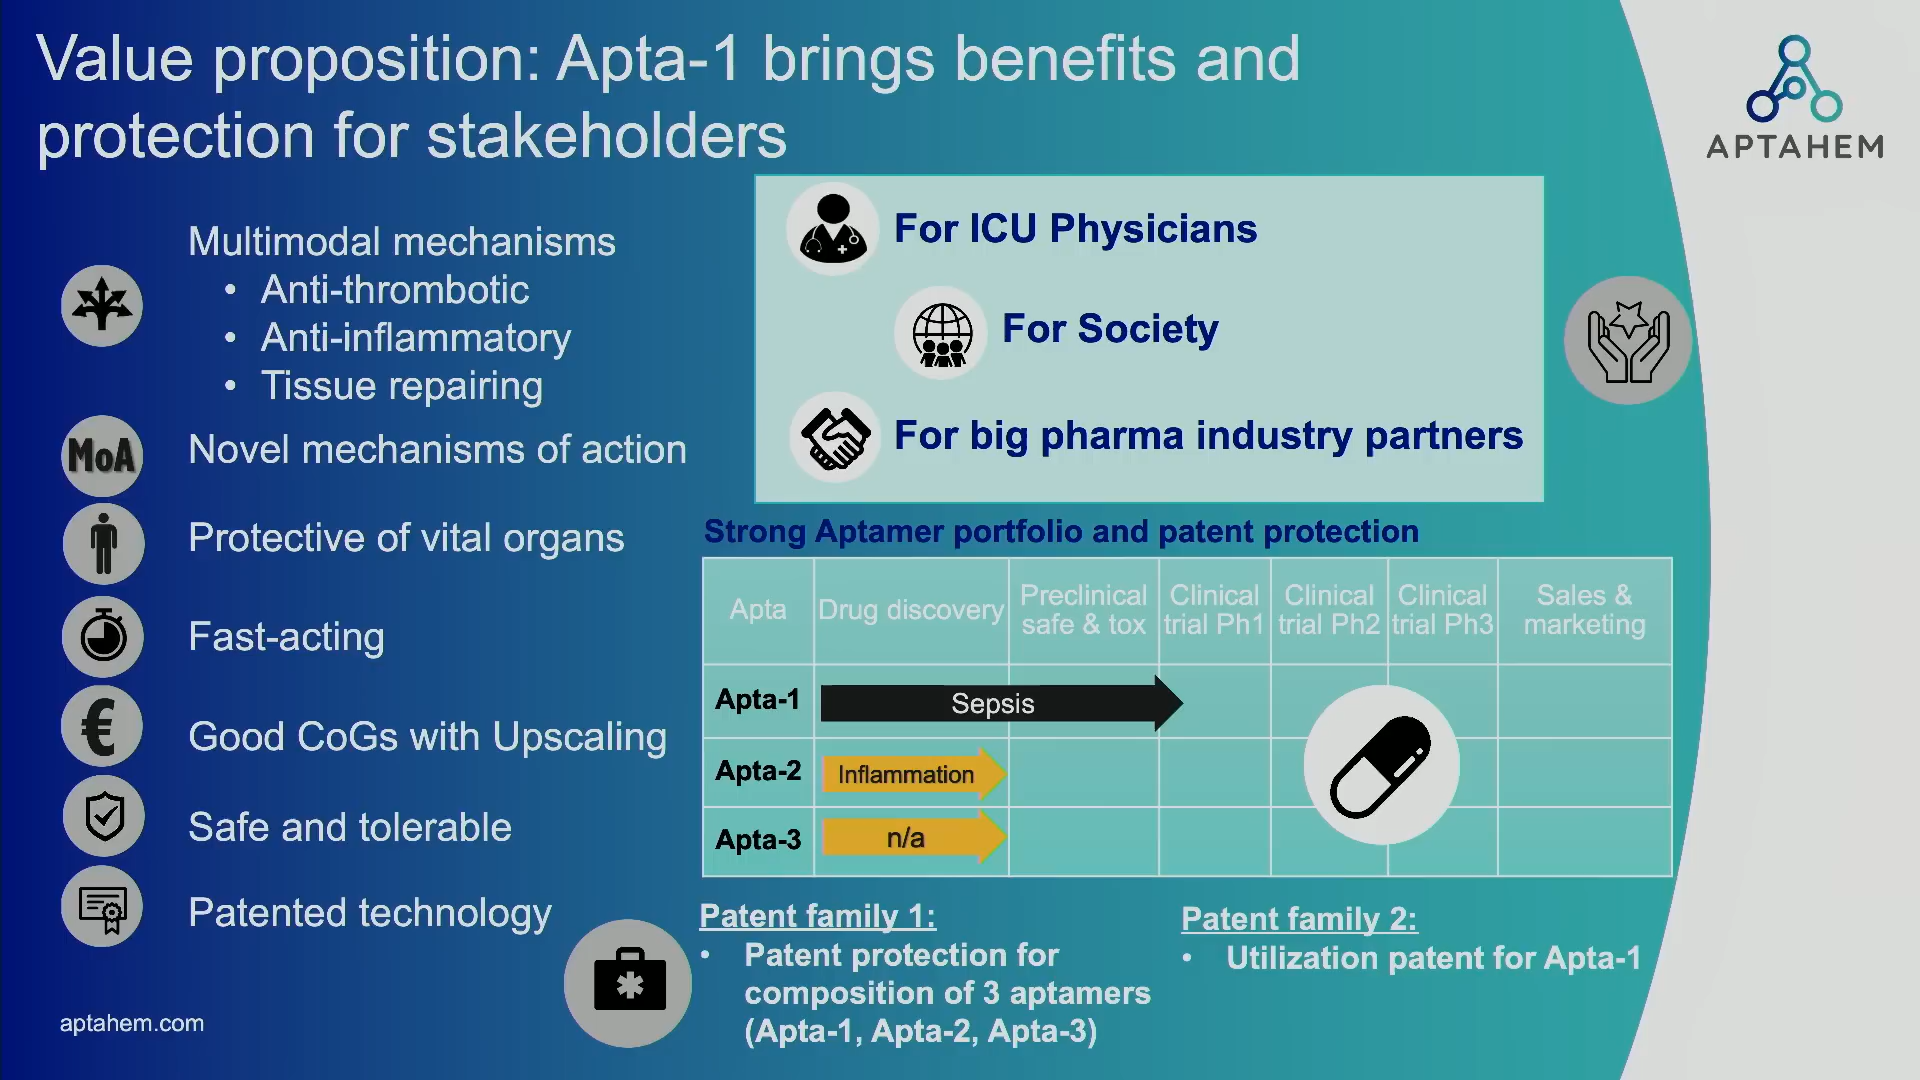 Value proposition: Apta-1 brings benefits and
protection for stakeholders
APTAHEM
Multimodal mechanisms
• Anti-thrombotic
• Anti-inflammatory
• Tissue repairing
MoA
Novel mechanisms of action
Protective of vital organs
Fast-acting
€
Good CoGs with Upscaling
Safe and tolerable
Patented technology
aptahem.com
For ICU Physicians
For Society
For big pharma industry partners
Strong Aptamer portfolio and patent protection
Apta
Drug discovery
Preclinical
safe & tox
Clinical
trial Ph1
Clinical
trial Ph2
Clinical
trial Ph3
Sales &
marketing
Apta-1
Sepsis
Apta-2
Inflammation
Apta-3
n/a
Patent family 1:
• Patent protection for
composition of 3 aptamers
(Apta-1, Apta-2, Apta-3)
Patent family 2:
• Utilization patent for Apta-1